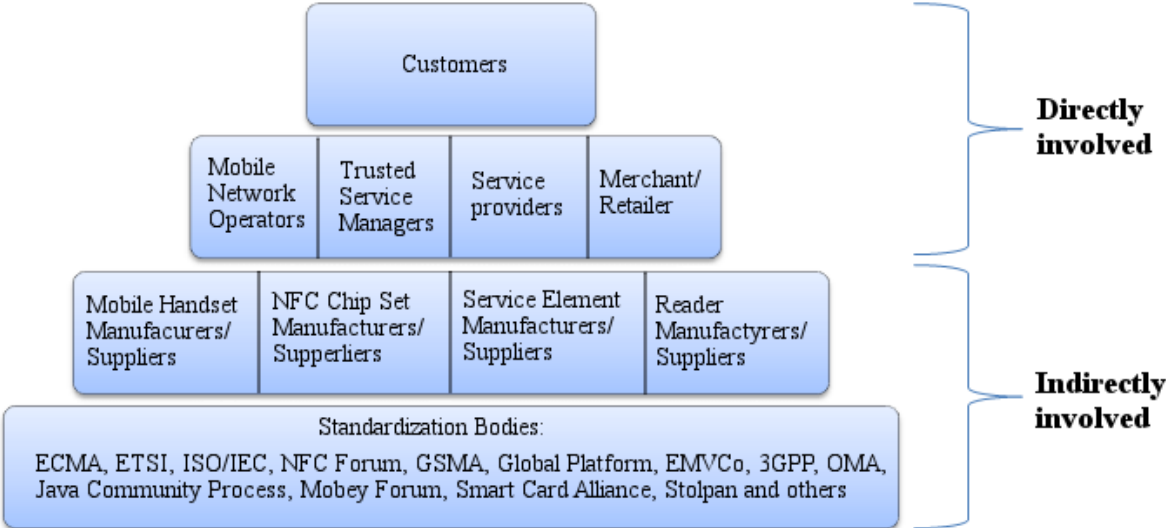 Customers
Directly
involved
Mobile
Network
Operators
Trusted
Service
Managers
Service
providers
Merchant/
Retailer
Mobile Handset
Manufacurers/
Suppliers
NFC Chip Set
Manufacturers/
Supperliers
Service Element
Manufacturers/
Suppliers
Reader
Manufactyrers/
Suppliers
Indirectly
involved
Standardization Bodies:
ECMA, ETSI, ISO/IEC, NFC Forum, GSMA, Global Platform, EMVCo, 3GPP, OMA,
Java Community Process, Mobey Forum, Smart Card Alliance, Stolpan and others